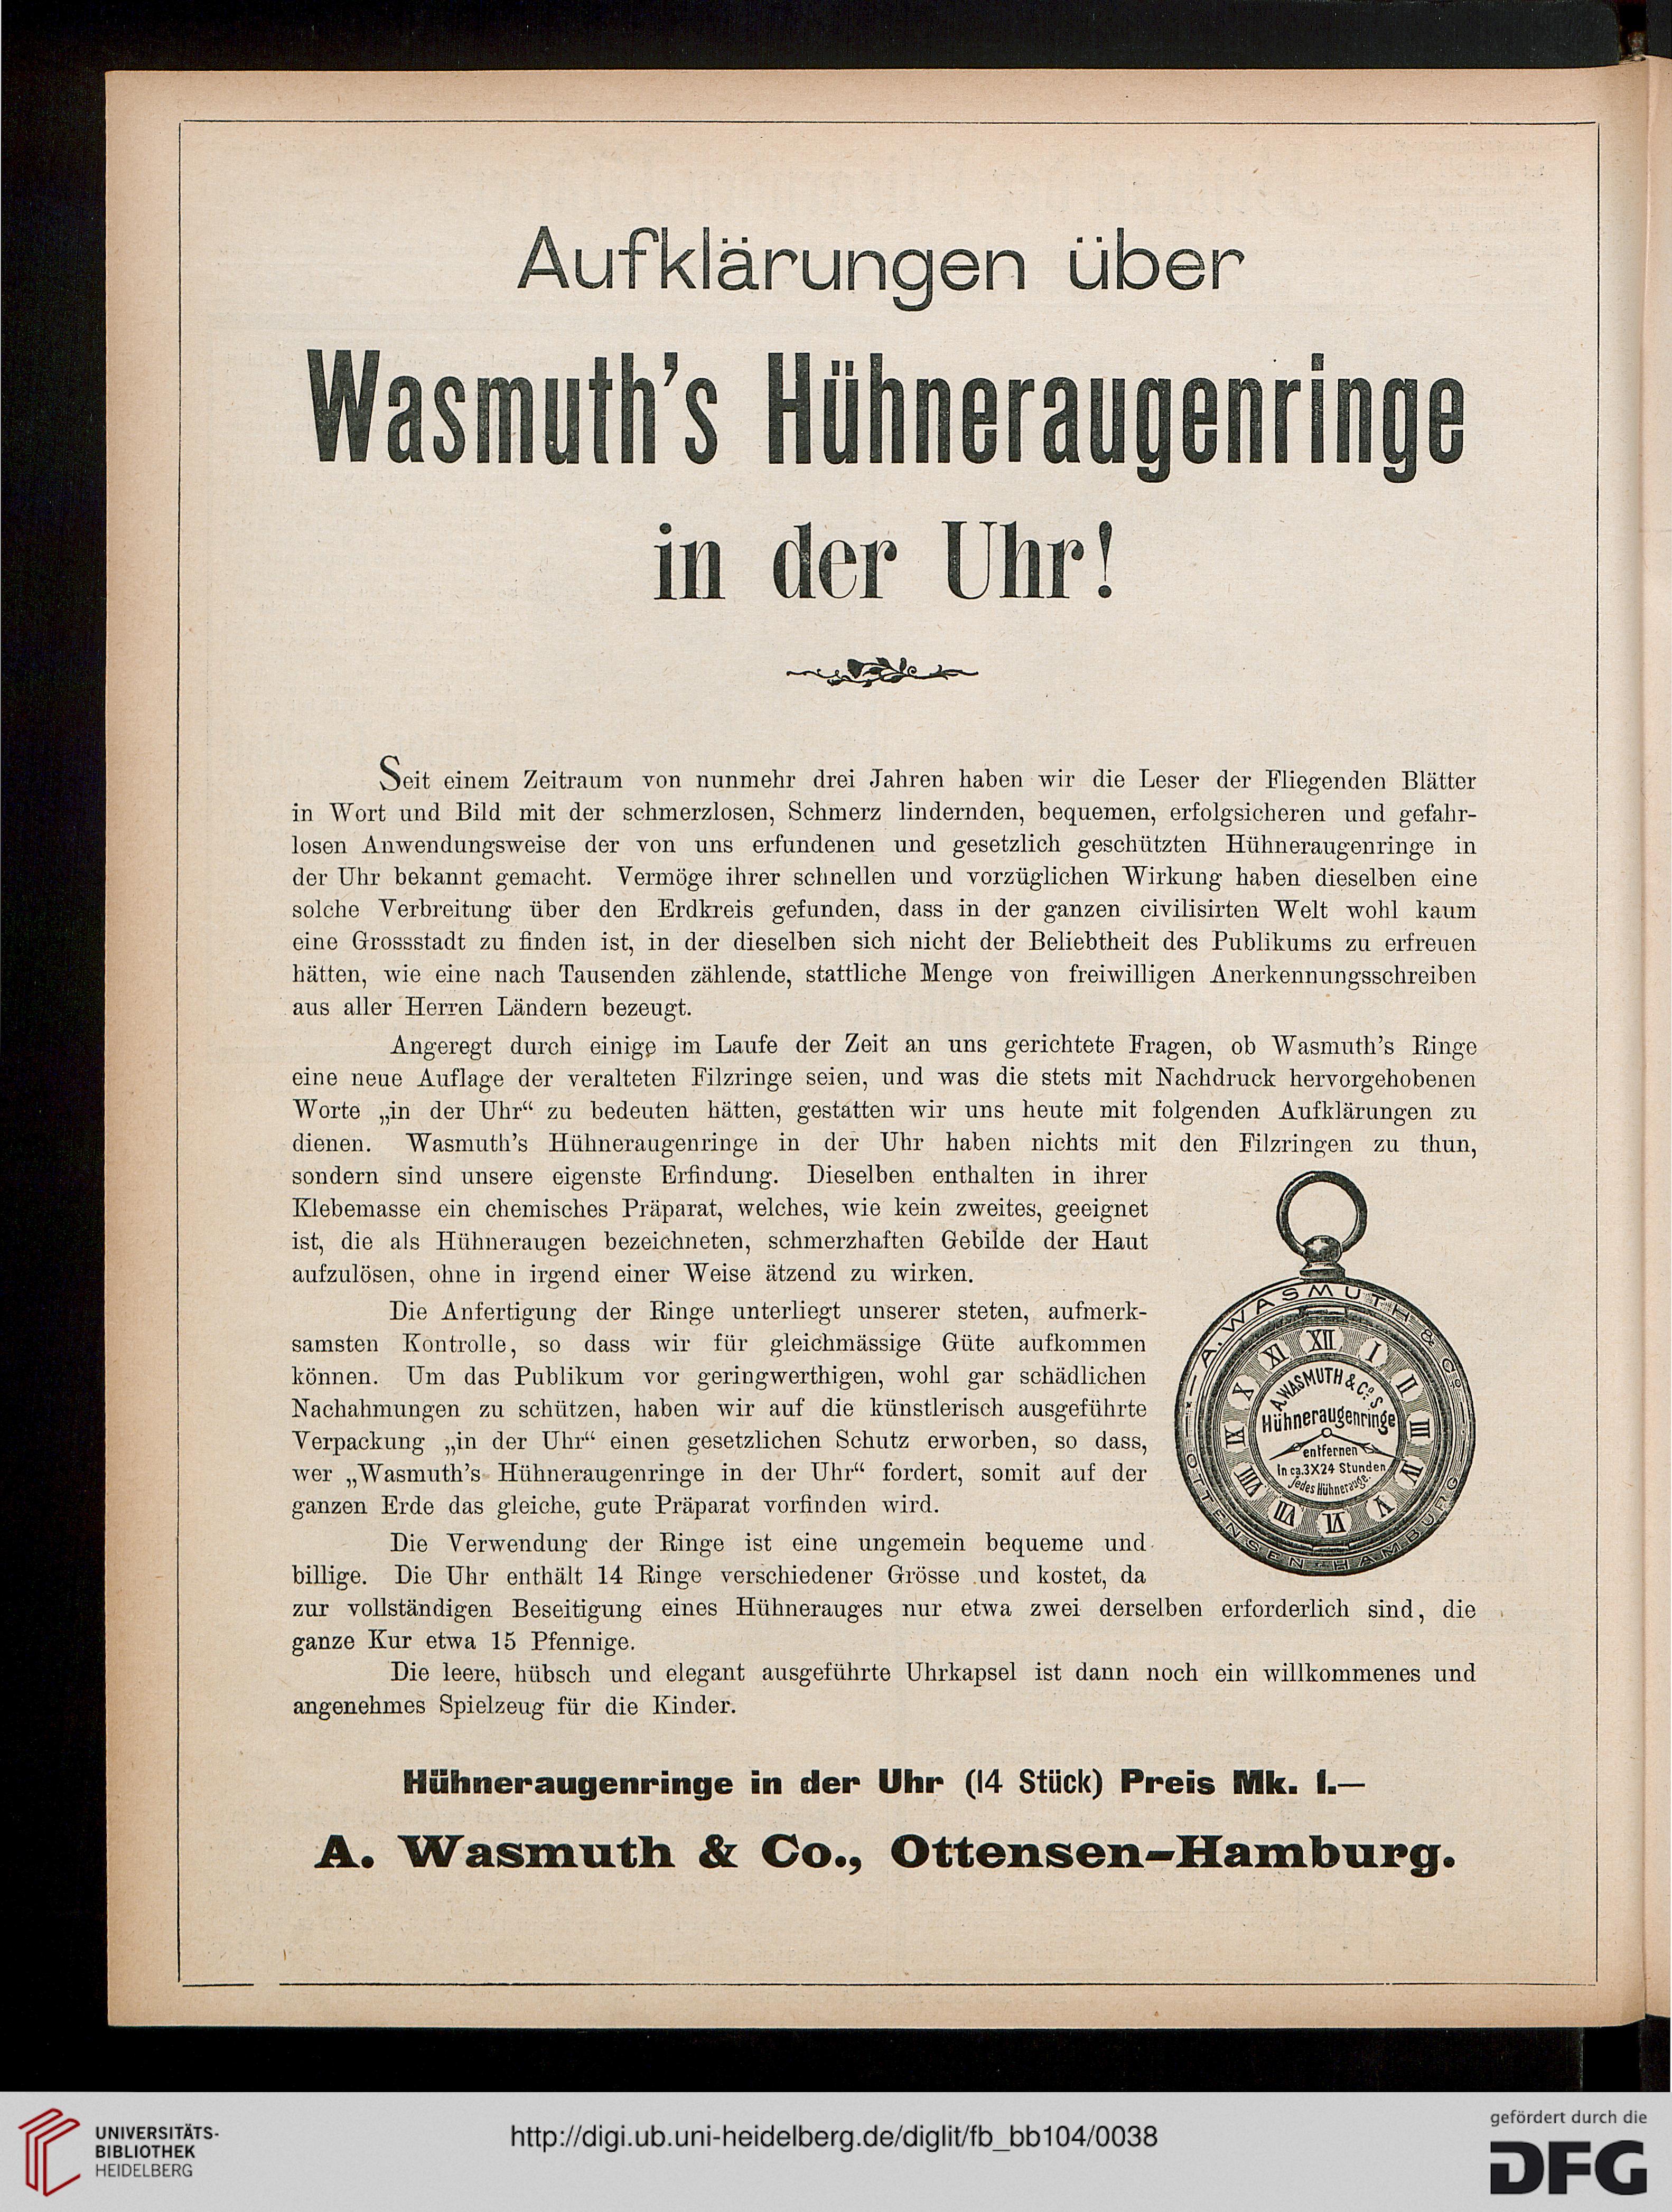 Aufklärungen über
Wasmuth's Hühneraugenringe
in der Uhr!
Seit einem Zeitraum von nunmehr drei Jahren haben wir die Leser der Fliegenden Blätter
in Wort und Bild mit der schmerzlosen, Schmerz lindernden, bequemen, erfolgsicheren und gefahr-
losen Anwendungsweise der von uns erfundenen und gesetzlich geschützten Hühneraugenringe in
der Uhr bekannt gemacht. Vermöge ihrer schnellen und vorzüglichen Wirkung haben dieselben eine
solche Verbreitung über den Erdkreis gefunden, dass in der ganzen civilisirten Welt wohl kaum
eine Grossstadt zu finden ist, in der dieselben sich nicht der Beliebtheit des Publikums zu erfreuen
hätten, wie eine nach Tausenden zählende, stattliche Menge von freiwilligen Anerkennungsschreiben
aus aller Herren Ländern bezeugt.
Angeregt durch einige im Laufe der Zeit an uns gerichtete Fragen, ob Wasmuth's Ringe
eine neue Auflage der veralteten Filzringe seien, und was die stets mit Nachdruck hervorgehobenen
Worte „in der Uhr“ zu bedeuten hätten, gestatten wir uns heute mit folgenden Aufklärungen zu
dienen. Wasmuth's Hühneraugenringe in der Uhr haben nichts mit den Filzringen zu thun,
sondern sind unsere eigenste Erfindung. Dieselben enthalten in ihrer
Klebemasse ein chemisches Präparat, welches, wie kein zweites, geeignet
ist, die als Hühneraugen bezeichneten, schmerzhaften Gebilde der Haut
aufzulösen, ohne in irgend einer Weise ätzend zu wirken.
Die Anfertigung der Ringe unterliegt unserer steten, aufmerk-
samsten Kontrolle, so dass wir für gleichmässige Güte aufkommen
können. Um das Publikum vor geringwerthigen, wohl gar schädlichen
Nachahmungen zu schützen, haben wir auf die künstlerisch ausgeführte
Verpackung „in der Uhr“ einen gesetzlichen Schutz erworben, so dass,
wer „Wasmuth's Hühneraugenringe in der Uhr“ fordert, somit auf der
ganzen Erde das gleiche, gute Präparat vorfinden wird.
Die Verwendung der Ringe ist eine ungemein bequeme und
billige. Die Uhr enthält 14 Ringe verschiedener Grösse und kostet, da
zur vollständigen Beseitigung eines Hühnerauges nur etwa zwei derselben erforderlich sind, die
ganze Kur etwa 15 Pfennige.
Die leere, hübsch und elegant ausgeführte Uhrkapsel ist dann noch ein willkommenes und
angenehmes Spielzeug für die Kinder.
A. WASMUTH & Co.
OTTENSEN-HAMBURG
XII I II III IV V VI VII VIII IX X XI
A. WASMUTH & Co.'s
Hühneraugenringe
entfernen
In ca. 3X24 Stunden
jedes Hühnerauge.
Hühneraugenringe in der Uhr (14 Stück) Preis Mk. 1.—
A. Wasmuth & Co., Ottensen-Hamburg.
UNIVERSITÄTS-
BIBLIOTHEK
HEIDELBERG
http://digi.ub.uni-heidelberg.de/diglit/fb_bb104/0038
gefördert durch die
DFG